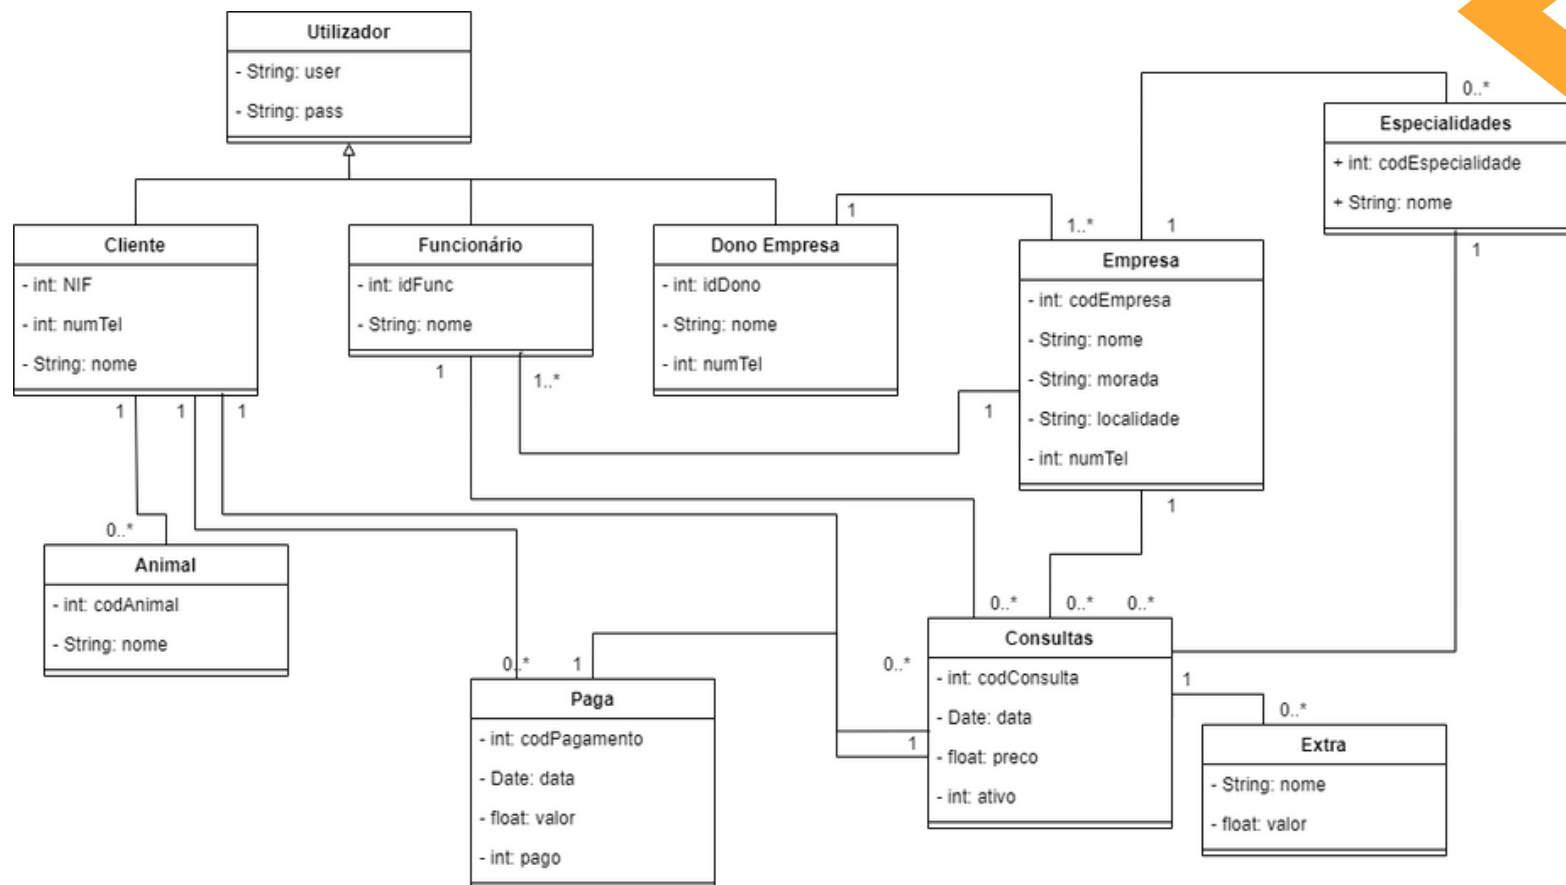 Utilizador
- String: user
- String: pass
0..*
Especialidades
+ int: codEspecialidade
+ String: nome
1
Cliente
- int: NIF
- int: numTel
- String: nome
1
1
1
Funcionário
- int: idFunc
- String: nome
1
1..*
Dono Empresa
- int: idDono
- String: nome
- int: numTel
1
1..*
1
Empresa
- int: codEmpresa
- String: nome
- String: morada
- String: localidade
- int: numTel
1
1
0..*
Animal
- int: codAnimal
- String: nome
0..*
1
Paga
- int: codPagamento
- Date: data
- float: valor
- int: pago
0..*
0..*
0..*
0..*
1
Consultas
- int: codConsulta
- Date: data
- float: preco
- int: ativo
1
0..*
Extra
- String: nome
- float: valor